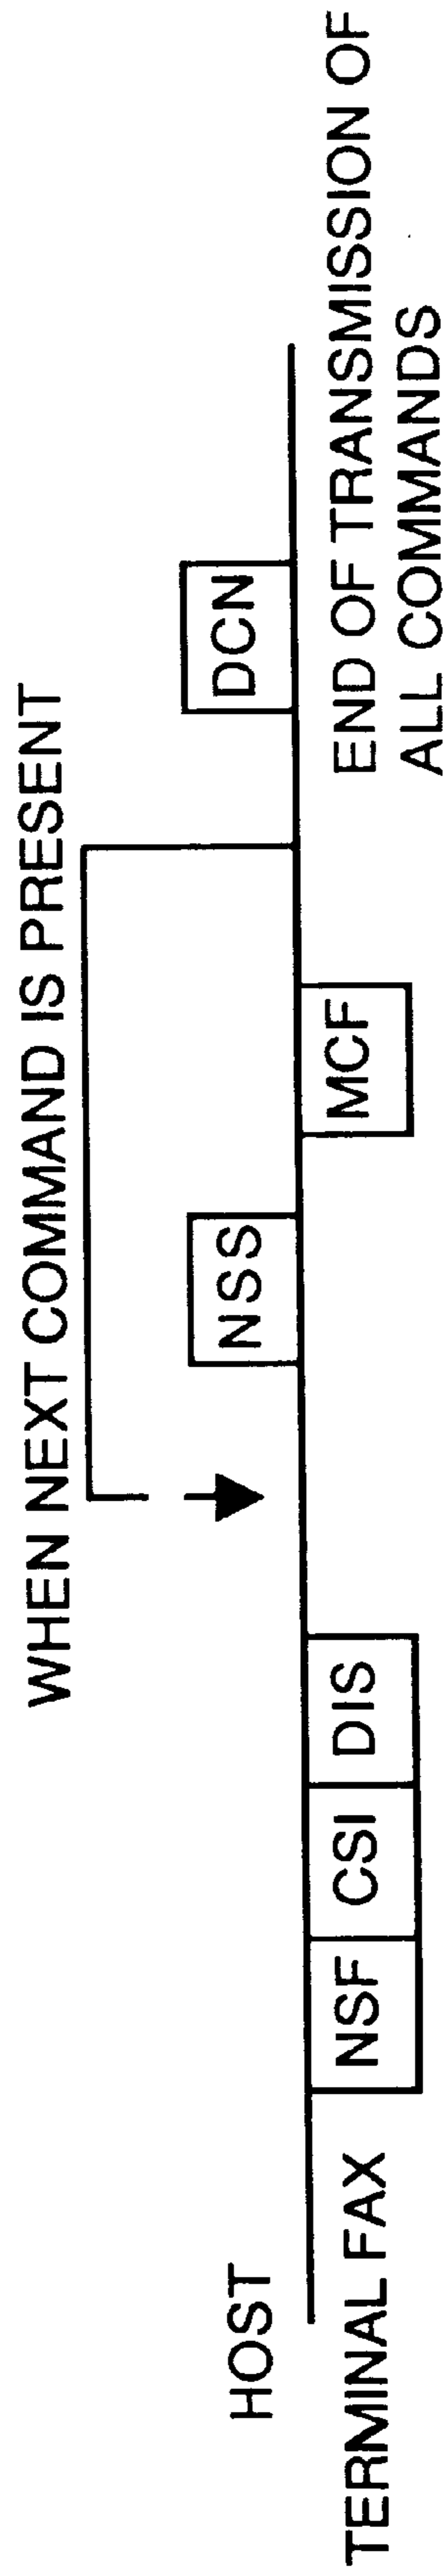 WHEN NEXT COMMAND IS PRESENT
HOST
NSS
DCN
TERMINAL FAX
NSF CSI DIS
MCF
END OF TRANSMISSION OF
ALL COMMANDS